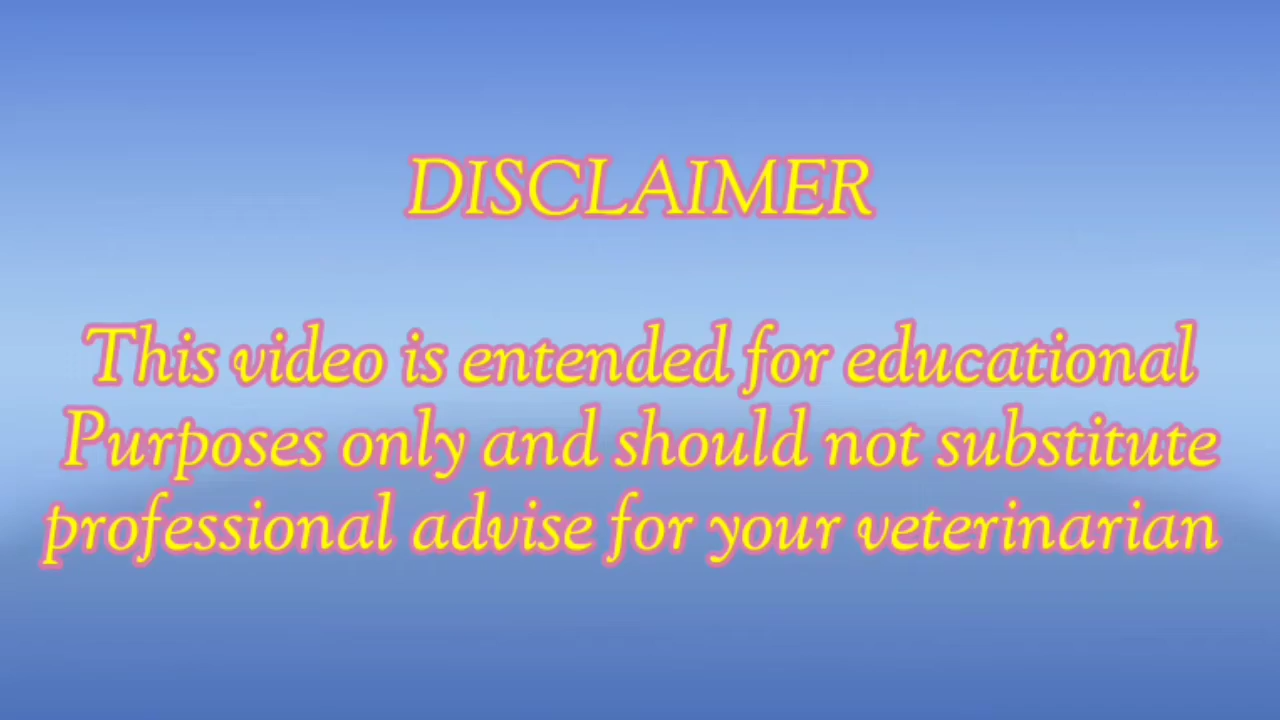 DISCLAIMER
This video is entended for educational
Purposes only and should not substitute
professional advise for your veterinarian